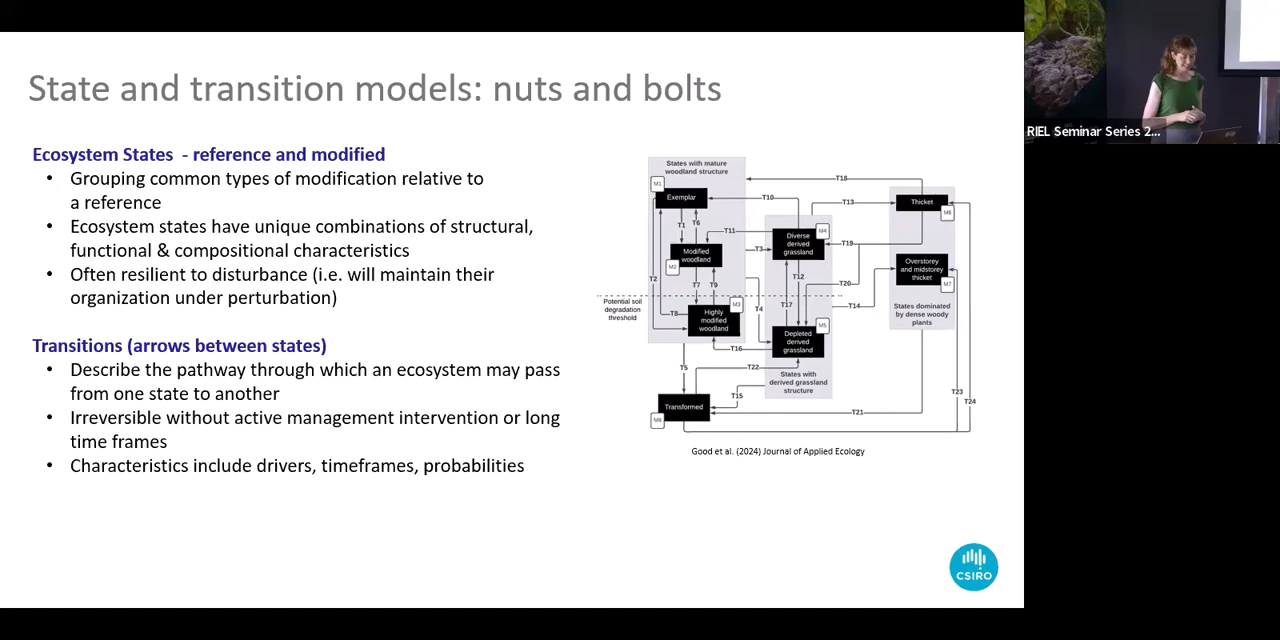 State and transition models: nuts and bolts
Ecosystem States - reference and modified
• Grouping common types of modification relative to
a reference
• Ecosystem states have unique combinations of structural,
functional & compositional characteristics
• Often resilient to disturbance (i.e. will maintain their
organization under perturbation)
Transitions (arrows between states)
• Describe the pathway through which an ecosystem may pass
from one state to another
• Irreversible without active management intervention or long
time frames
• Characteristics include drivers, timeframes, probabilities
States with mature
woodland structure
M1
Exemplar
T1
T6
Modified
woodland
M2
T2
T7
T9
Potential soil
degradation
threshold
M3
Highly
modified
woodland
T8
T5
Transformed
M8
T18
T10
T13
T11
T3
M4
Diverse
derived
grassland
T12
T17
T4
M5
Depleted
derived
grassland
T16
T22
States with
derived grassland
structure
T15
T19
T20
T14
Thicket
M6
Overstorey
and midstorey
thicket
M7
States dominated
by dense woody
plants
T21
T23
T24
Good et al. (2024) Journal of Applied Ecology
CSIRO
RIEL Seminar Series 2...